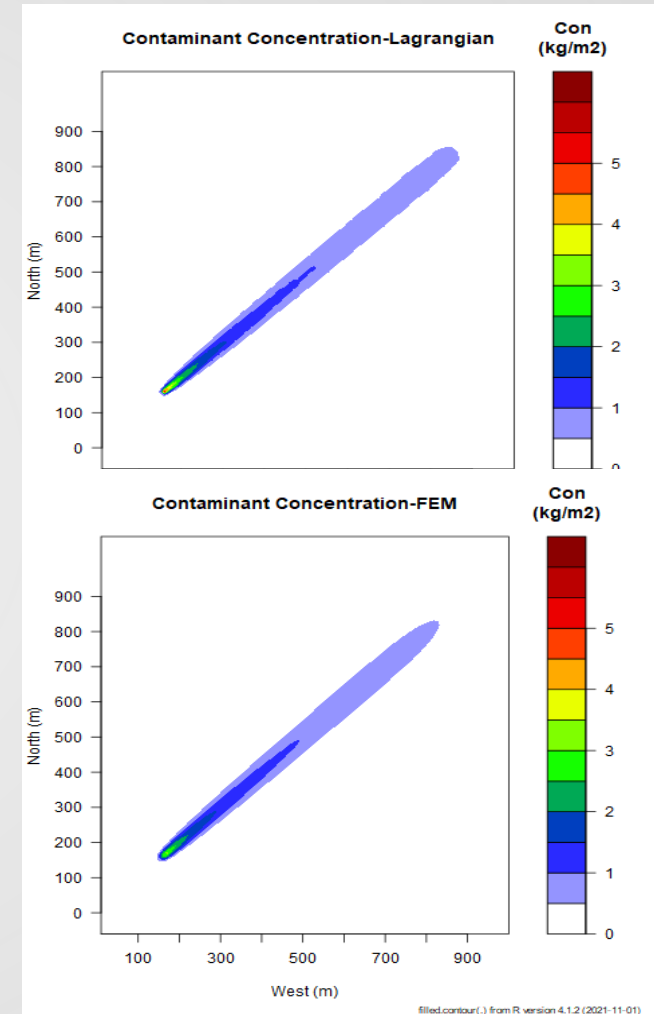 Contaminant Concentration-Lagrangian
Con
(kg/m2)
900
800
700
600
500
400
300
200
100
0
North (m)
5
4
3
2
1
0
Contaminant Concentration-FEM
Con
(kg/m2)
900
800
700
600
500
400
300
200
100
0
North (m)
5
4
3
2
1
0
100 300 500 700 900
West (m)
filled.contour(.) from R version 4.1.2 (2021-11-01)